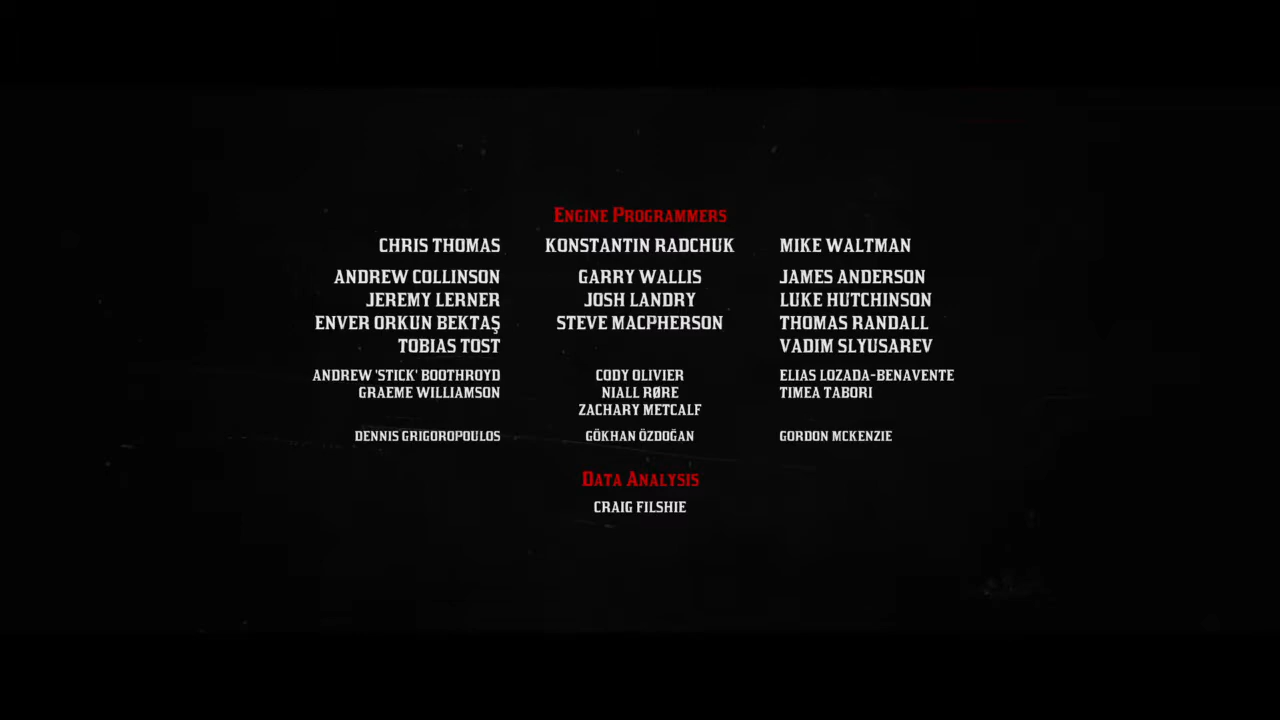 Engine Programmers
CHRIS THOMAS KONSTANTIN RADCHUK MIKE WALTMAN
ANDREW COLLINSON GARRY WALLIS JAMES ANDERSON
JEREMY LERNER JOSH LANDRY LUKE HUTCHINSON
ENVER ORKUN BEKTAŞ STEVE MACPHERSON THOMAS RANDALL
TOBIAS TOST VADIM SLYUSAREV
ANDREW 'STICK' BOOTHROYD CODY OLIVIER ELIAS LOZADA-BENAVENTE
GRAEME WILLIAMSON NIALL RØRE TIMEA TABORI
ZACHARY METCALF
DENNIS GRIGOROPOULOS GÖKHAN ÖZDOĞAN GORDON MCKENZIE
Data Analysis
CRAIG FILSHIE